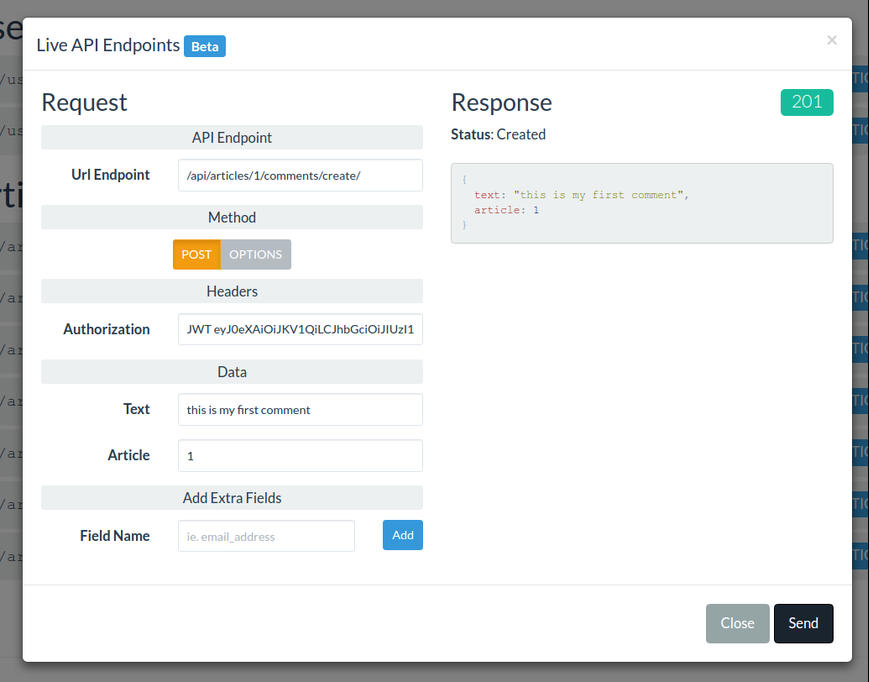 Live API Endpoints Beta
×
Request
API Endpoint
Url Endpoint /api/articles/1/comments/create/
Method
POST OPTIONS
Headers
Authorization JWT eyJ0eXAiOiJKV1QiLCJhbGciOiJIUzI1
Data
Text this is my first comment
Article 1
Add Extra Fields
Field Name ie. email_address Add
Response 201
Status: Created
{
text: "this is my first comment",
article: 1
}
Close Send